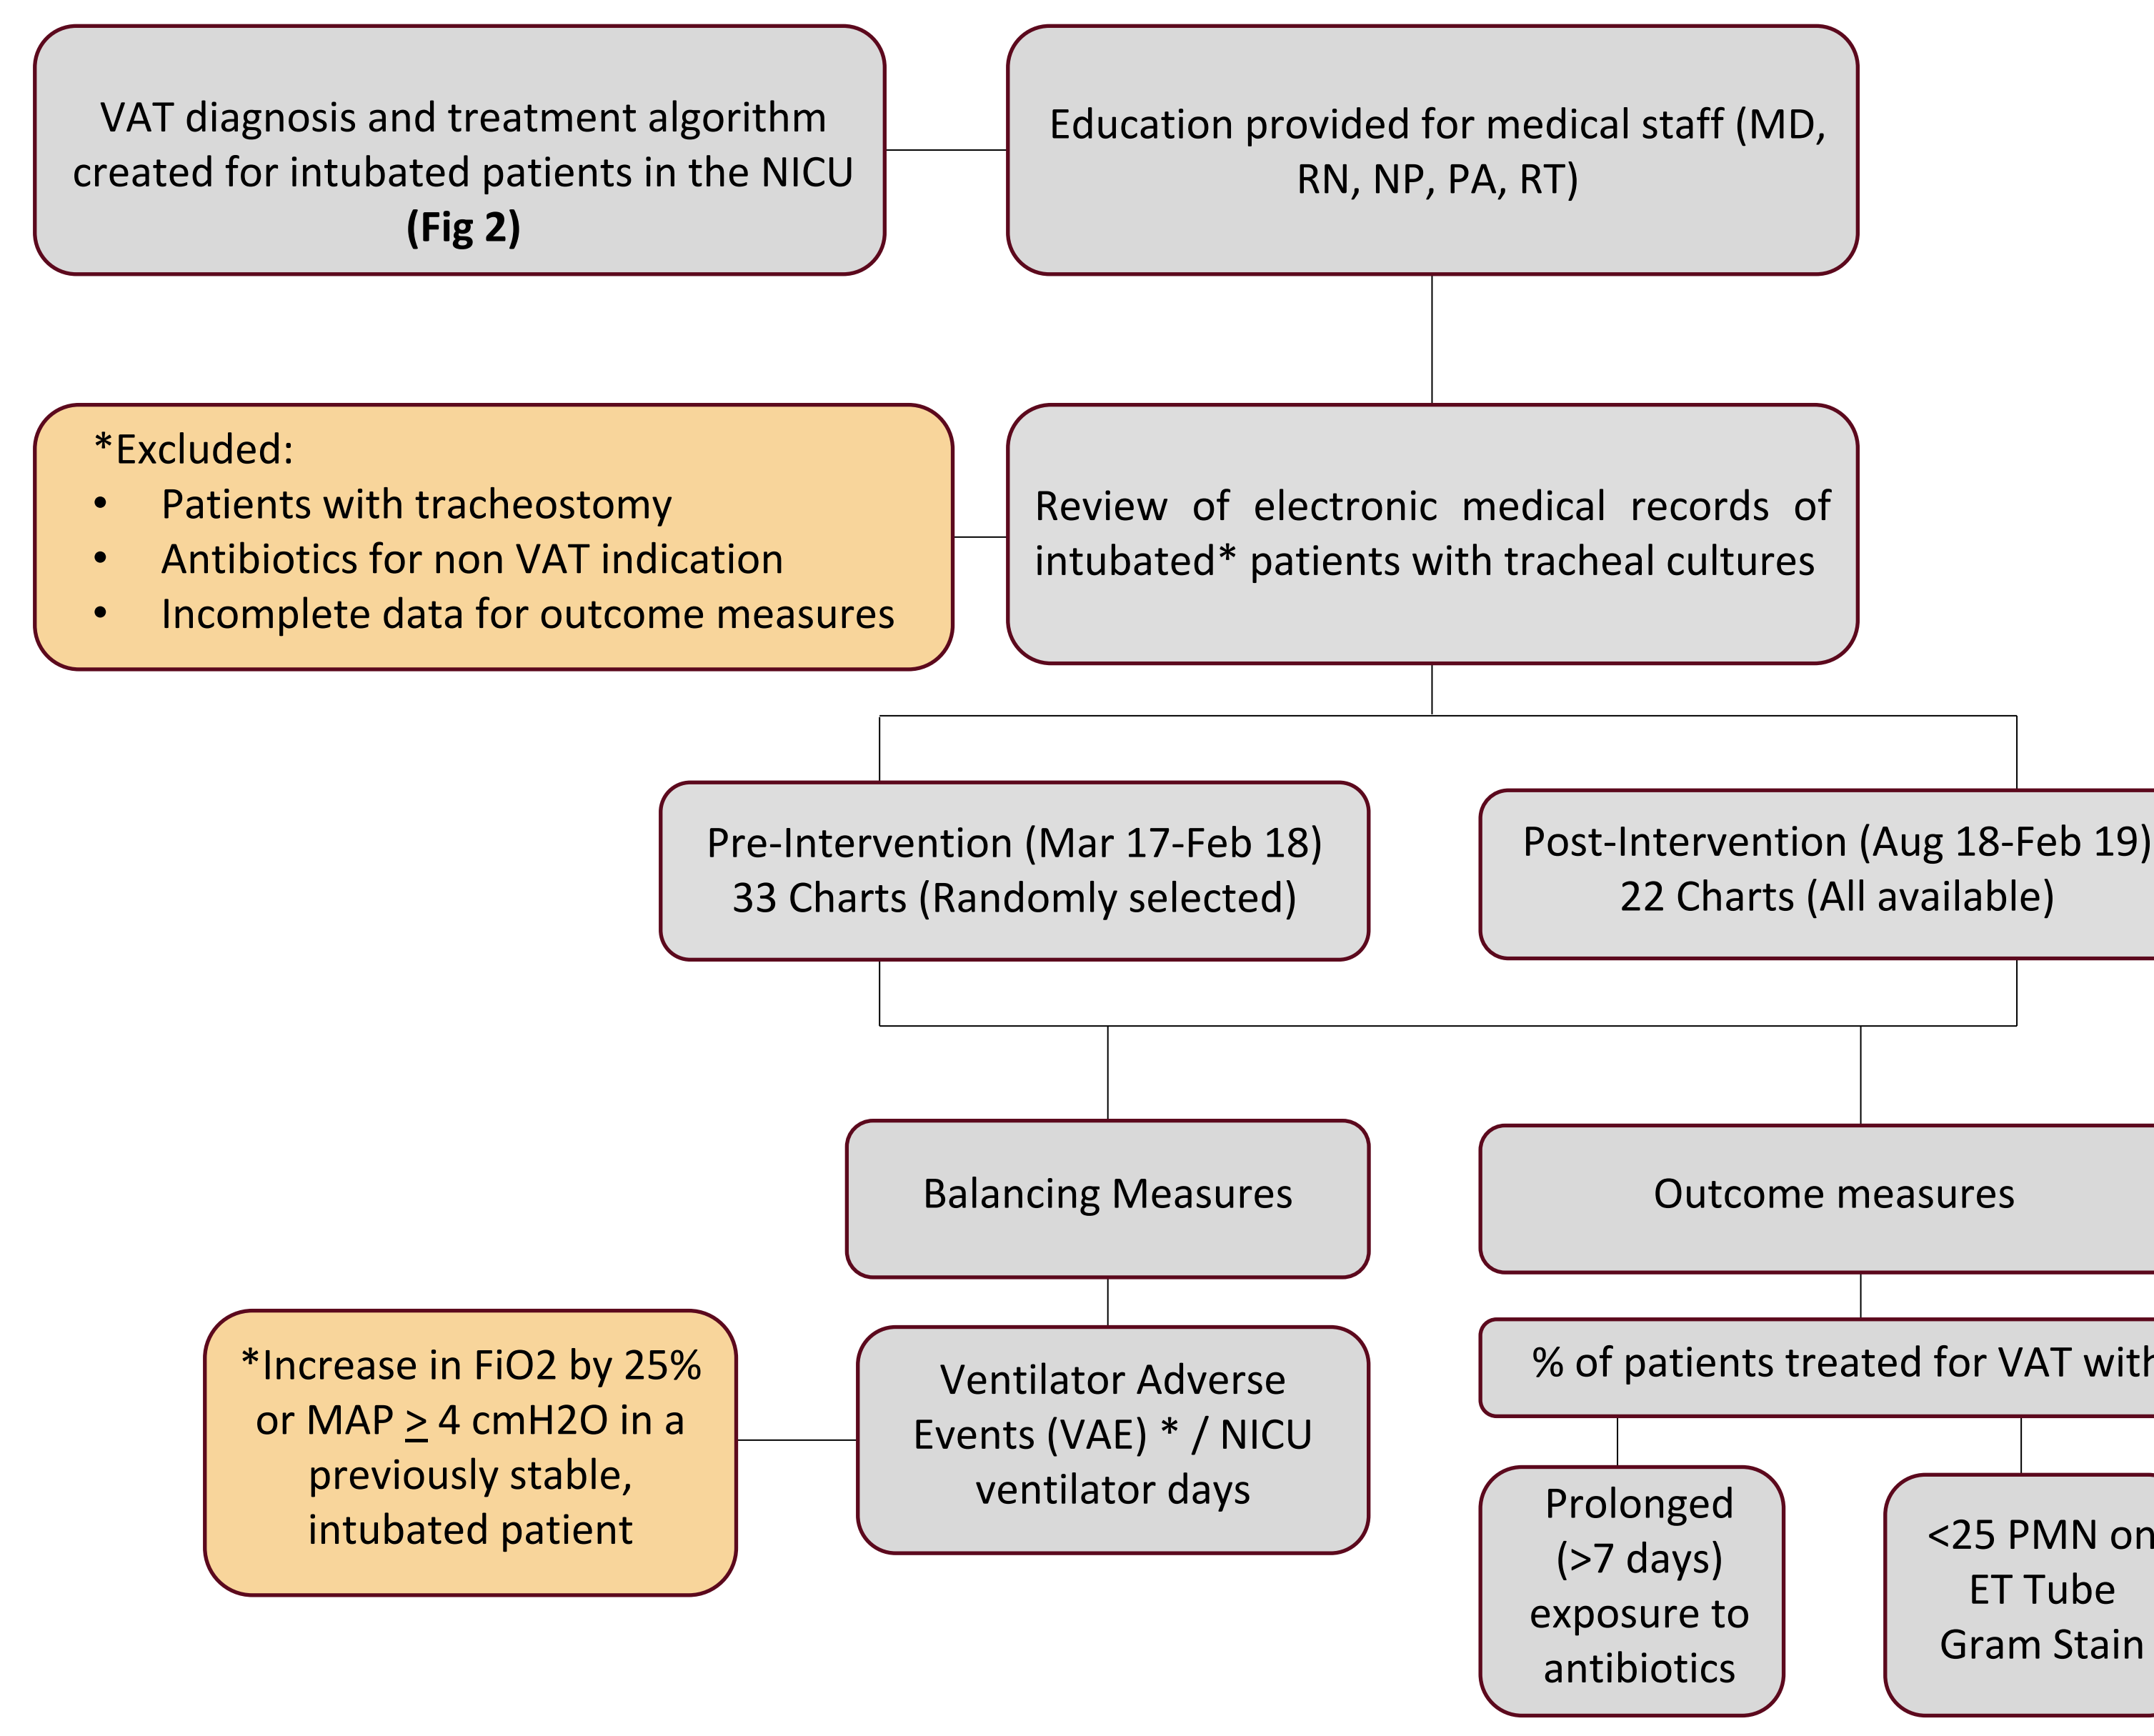 VAT diagnosis and treatment algorithm
created for intubated patients in the NICU
(Fig 2)
Education provided for medical staff (MD,
RN, NP, PA, RT)
*Excluded:
• Patients with tracheostomy
• Antibiotics for non VAT indication
• Incomplete data for outcome measures
Review of electronic medical records of
intubated* patients with tracheal cultures
Pre-Intervention (Mar 17-Feb 18)
33 Charts (Randomly selected)
Post-Intervention (Aug 18-Feb 19)
22 Charts (All available)
Balancing Measures
Outcome measures
*Increase in FiO2 by 25%
or MAP ≥ 4 cmH2O in a
previously stable,
intubated patient
Ventilator Adverse
Events (VAE) * / NICU
ventilator days
% of patients treated for VAT with
Prolonged
(>7 days)
exposure to
antibiotics
<25 PMN on
ET Tube
Gram Stain